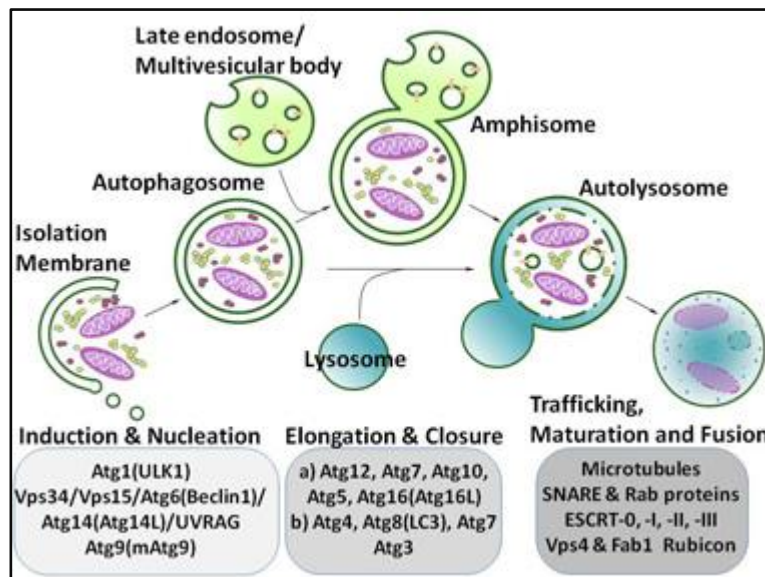 Late endosome/
Multivesicular body
Amphisome
Autophagosome
Autolysosome
Isolation
Membrane
Lysosome
Induction & Nucleation
Atg1(ULK1)
Vps34/Vps15/Atg6(Beclin1)/
Atg14(Atg14L)/UVRAG
Atg9(mAtg9)
Elongation & Closure
a) Atg12, Atg7, Atg10,
Atg5, Atg16(Atg16L)
b) Atg4, Atg8(LC3), Atg7
Atg3
Trafficking,
Maturation and Fusion
Microtubules
SNARE & Rab proteins
ESCRT-0, -I, -II, -III
Vps4 & Fab1 Rubicon